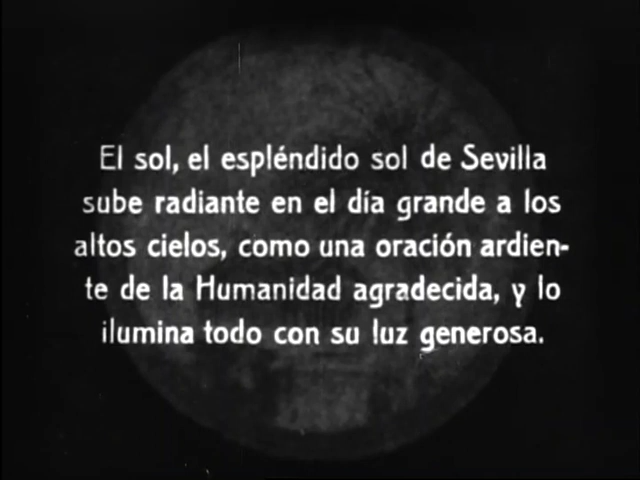 El sol, el espléndido sol de Sevilla
sube radiante en el día grande a los
altos cielos, como una oración ardien-
te de la Humanidad agradecida, y lo
ilumina todo con su luz generosa.